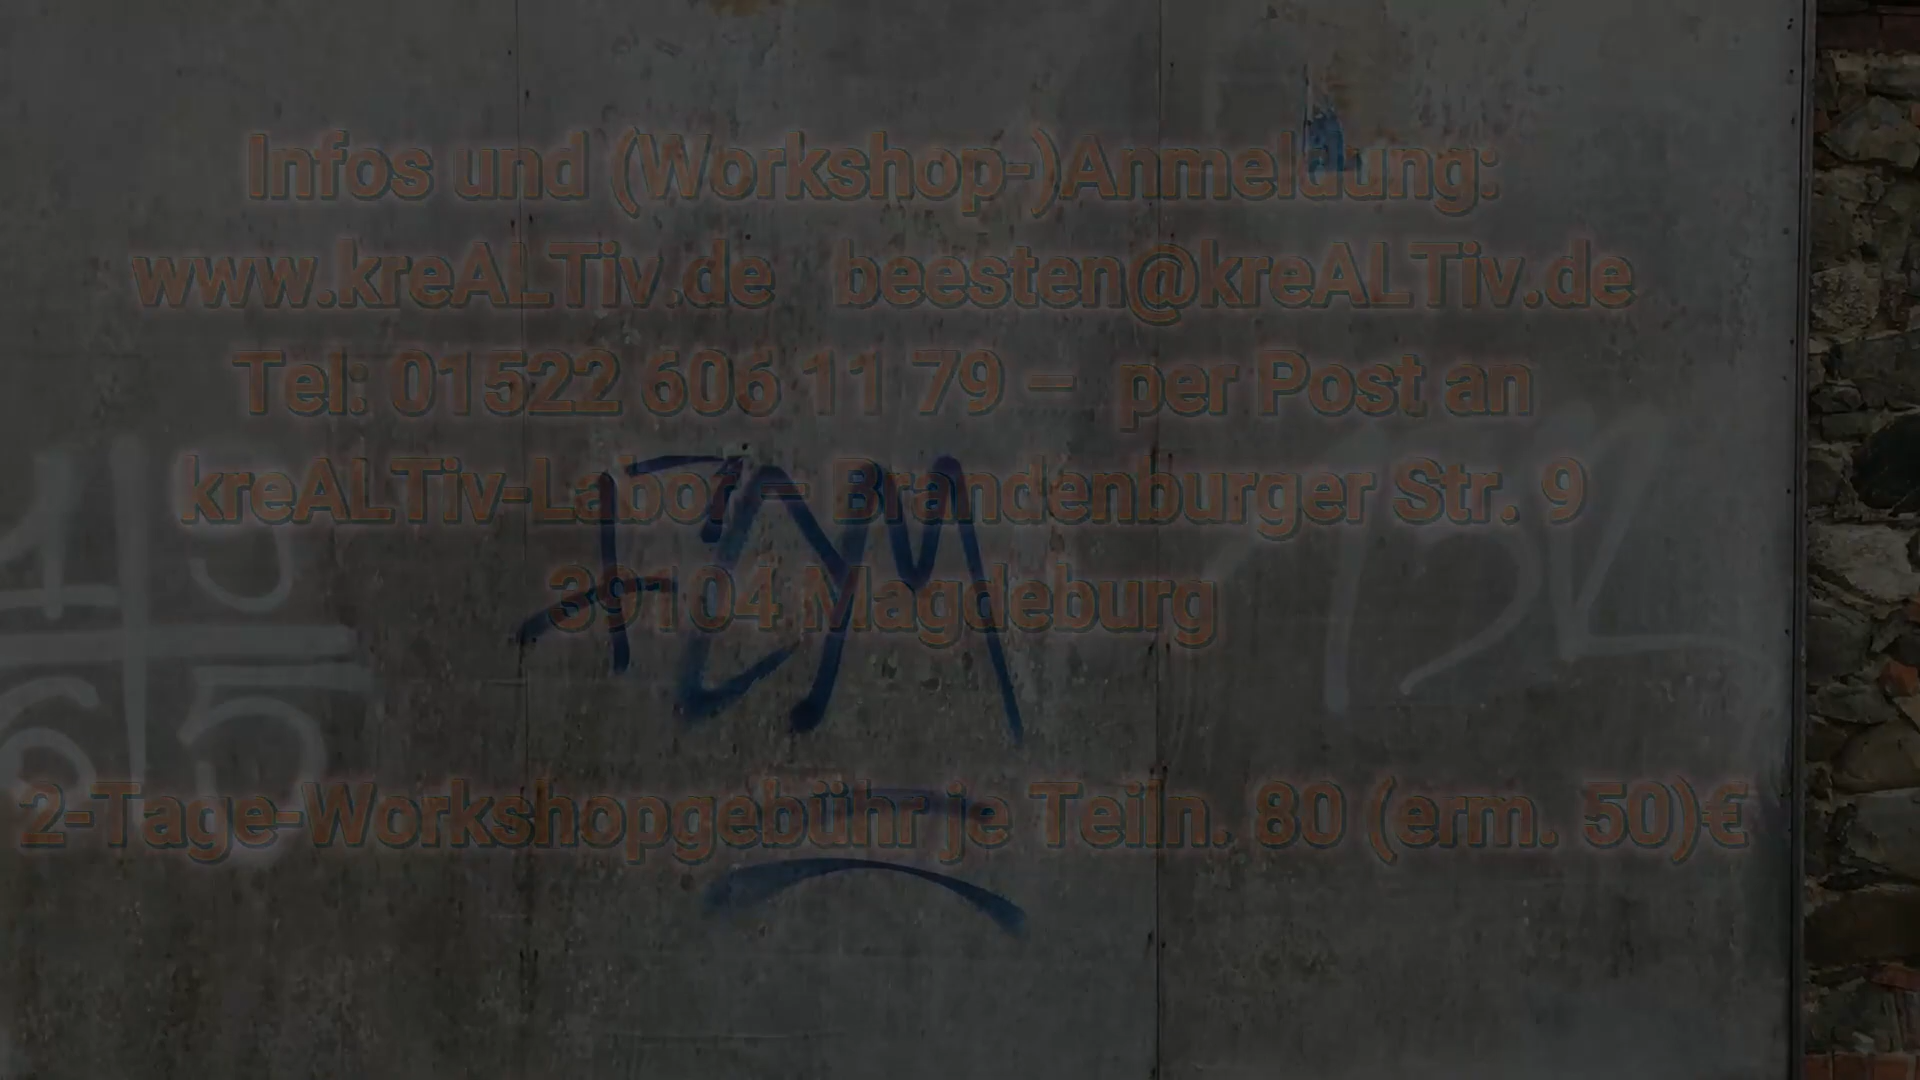 Infos und (Workshop-)Anmeldung:
www.kreALTiv.de beesten@kreALTiv.de
Tel: 01522 606 11 79 – per Post an
kreALTiv-Labor – Brandenburger Str. 9
39104 Magdeburg
2-Tage-Workshopgebühr je Teiln. 80 (erm. 50)€